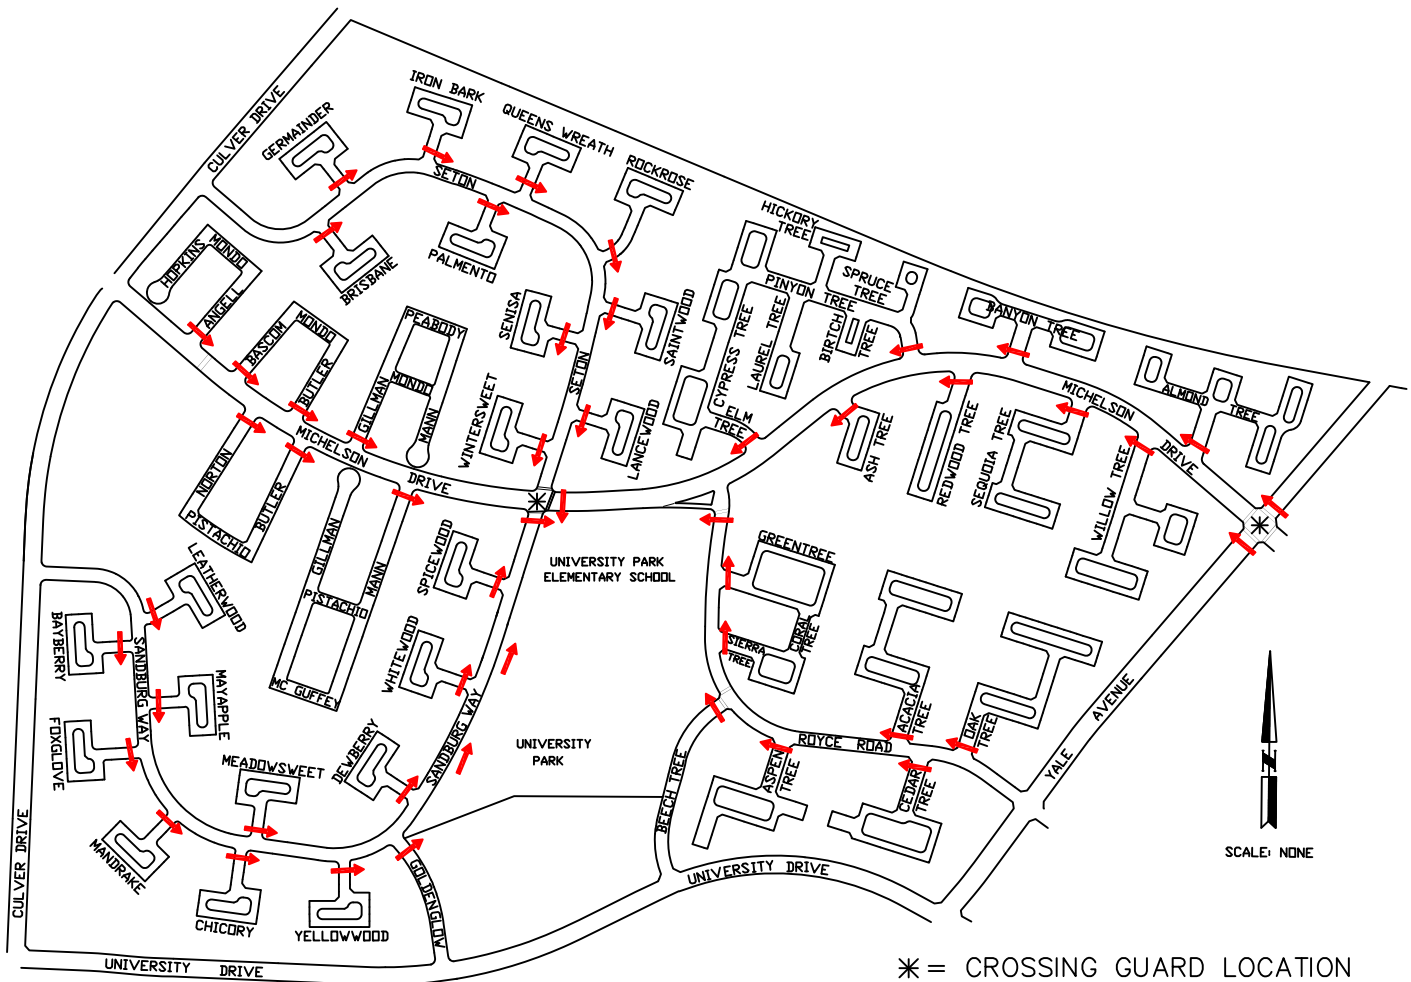 IRON BARK
QUEENS WREATH
GERMAINDER
CULVER DRIVE
ROCKROSE
SETON
HICKORY
TREE
PALMENTO
BRISBANE
HOPKINS
MONDO
ANGELL
PINYON TREE
SPRUCE
TREE
BANYON TREE
SENISA
SAINTWOOD
CYPRESS TREE
LAUREL TREE
BIRTCH
TREE
BASCOM
MONDO
BUTLER
PEABODY
GILLMAN
MONDO
MANN
SETON
MICHELSON
DRIVE
ALMOND
TREE
WINTERSWEET
LANCEWOOD
ELM
TREE
ASH TREE
REDWOOD TREE
SEQUOIA TREE
WILLOW TREE
MICHELSON
DRIVE
NORTON
BUTLER
PISTACHIO
GILLMAN
MANN
PISTACHIO
MC GUFFEY
LEATHERWOOD
SPICEWOOD
UNIVERSITY PARK
ELEMENTARY SCHOOL
GREENTREE
BAYBERRY
SANDBURG WAY
MAYAPPLE
WHITEWOOD
SIERRA
TREE
CORAL
TREE
FOXGLOVE
MEADOWSWEET
DEWBERRY
SANDBURG WAY
UNIVERSITY
PARK
ROYCE ROAD
ACACIA
TREE
OAK
TREE
YALE AVENUE
ASPEN
TREE
CEDAR
TREE
BEECH TREE
MANDRAKE
CHICORY
YELLOWWOOD
GOLDENGLOW
CULVER DRIVE
UNIVERSITY DRIVE
UNIVERSITY DRIVE
N
SCALE: NONE
= CROSSING GUARD LOCATION